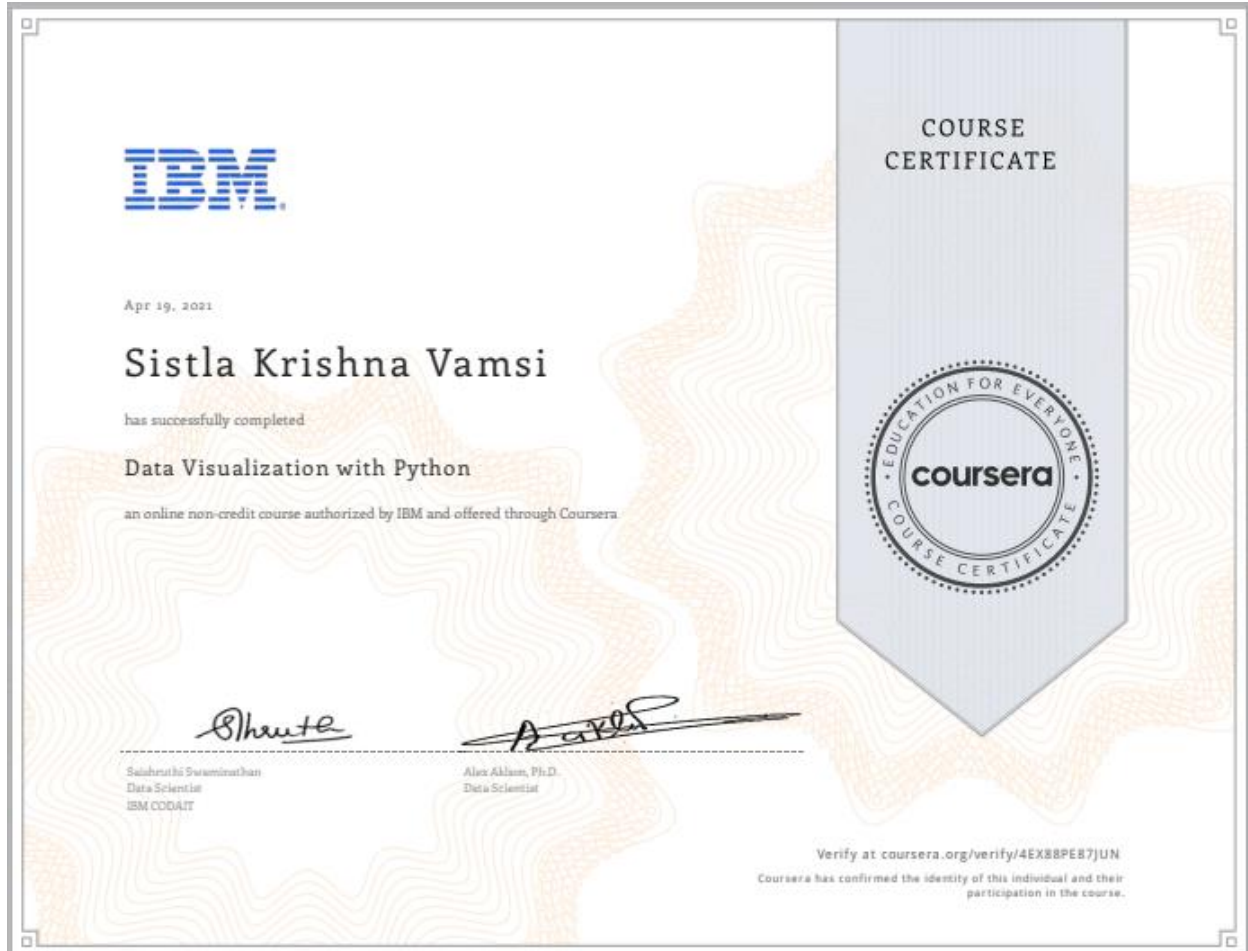 COURSE
CERTIFICATE
IBM
Apr 19, 2021
Sistla Krishna Vamsi
has successfully completed
Data Visualization with Python
an online non-credit course authorized by IBM and offered through Coursera
EDUCATION FOR EVERYONE
coursera
COURSE CERTIFICATE
Saishruthi Swaminathan
Data Scientist
IBM CODAIT
Alex Aklson, Ph.D.
Data Scientist
Verify at coursera.org/verify/4EX88PE87JUN
Coursera has confirmed the identity of this individual and their
participation in the course.